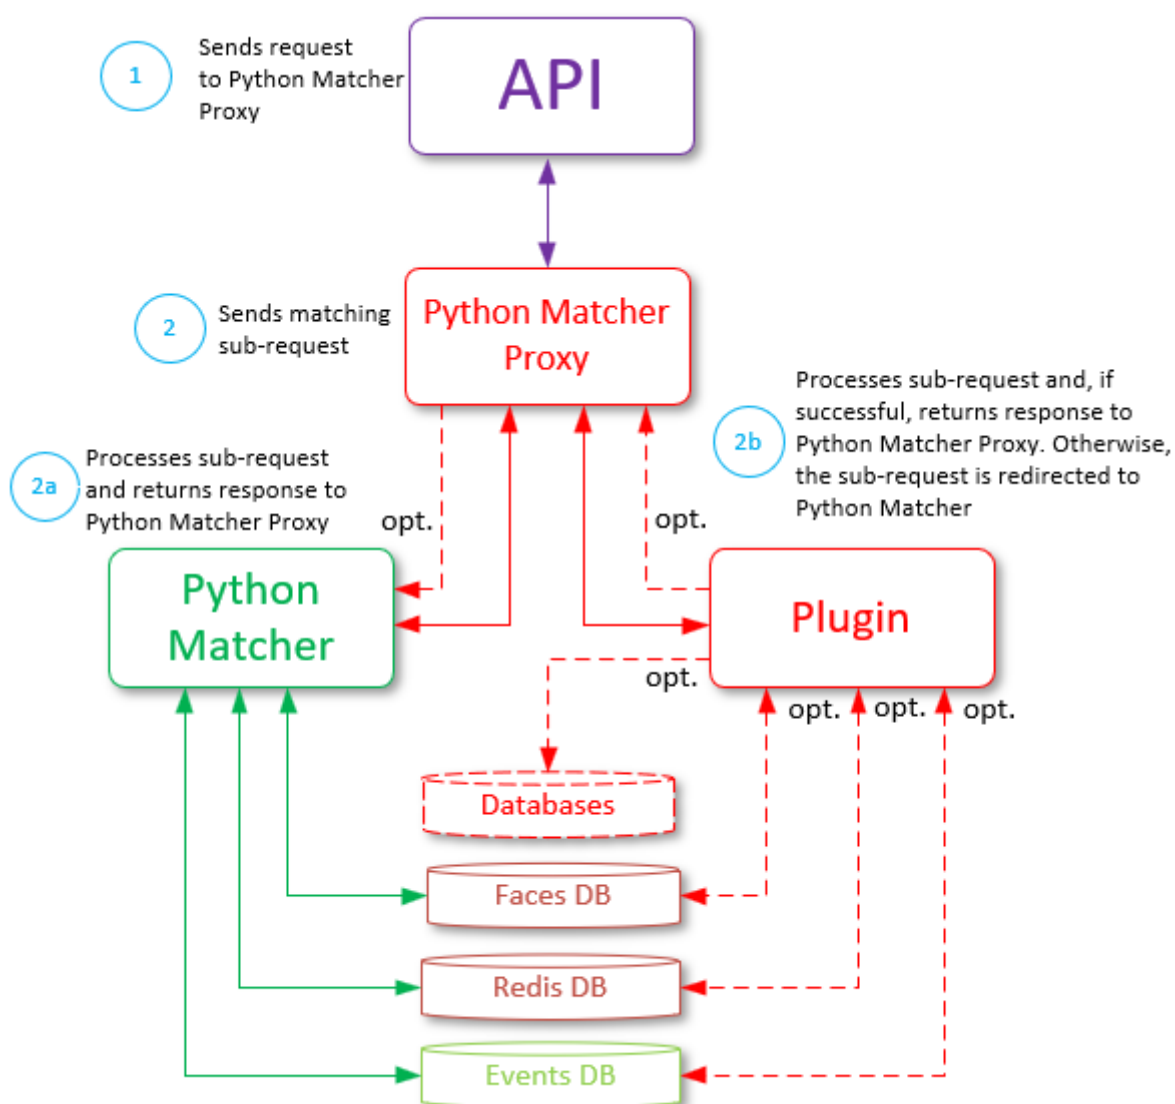 1
Sends request
to Python Matcher
Proxy
API
2
Sends matching
sub-request
Python Matcher
Proxy
2a
Processes sub-request
and returns response to
Python Matcher Proxy
opt.
opt.
2b
Processes sub-request and, if
successful, returns response to
Python Matcher Proxy. Otherwise,
the sub-request is redirected to
Python Matcher
Python
Matcher
Plugin
opt.
opt.
opt.
opt.
Databases
Faces DB
Redis DB
Events DB